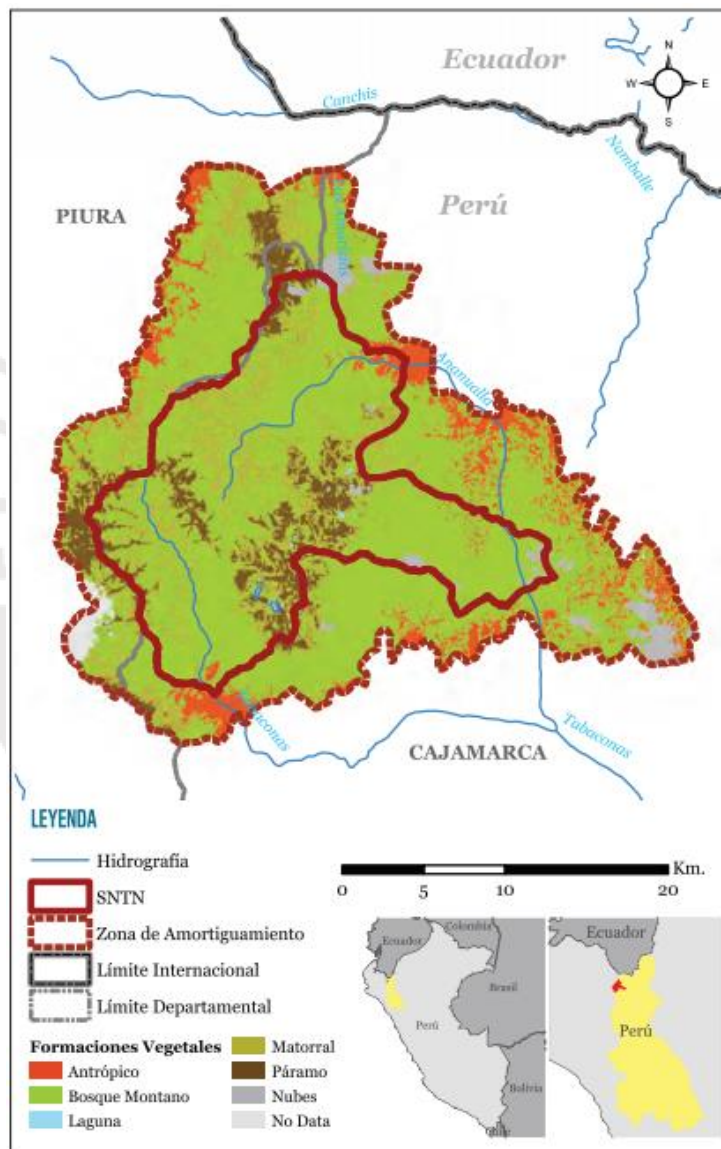 Ecuador
N
W E
S
Canchis
Namballe
Perú
PIURA
Ananualla
Tabaconas
CAJAMARCA
LEYENDA
Hidrografía
SNTN
Zona de Amortiguamiento
Límite Internacional
Límite Departamental
Formaciones Vegetales
Antrópico
Bosque Montano
Laguna
Matorral
Páramo
Nubes
No Data
Km.
0 5 10 20
Colombia
Ecuador
Brasil
Perú
Bolivia
Ecuador
Perú